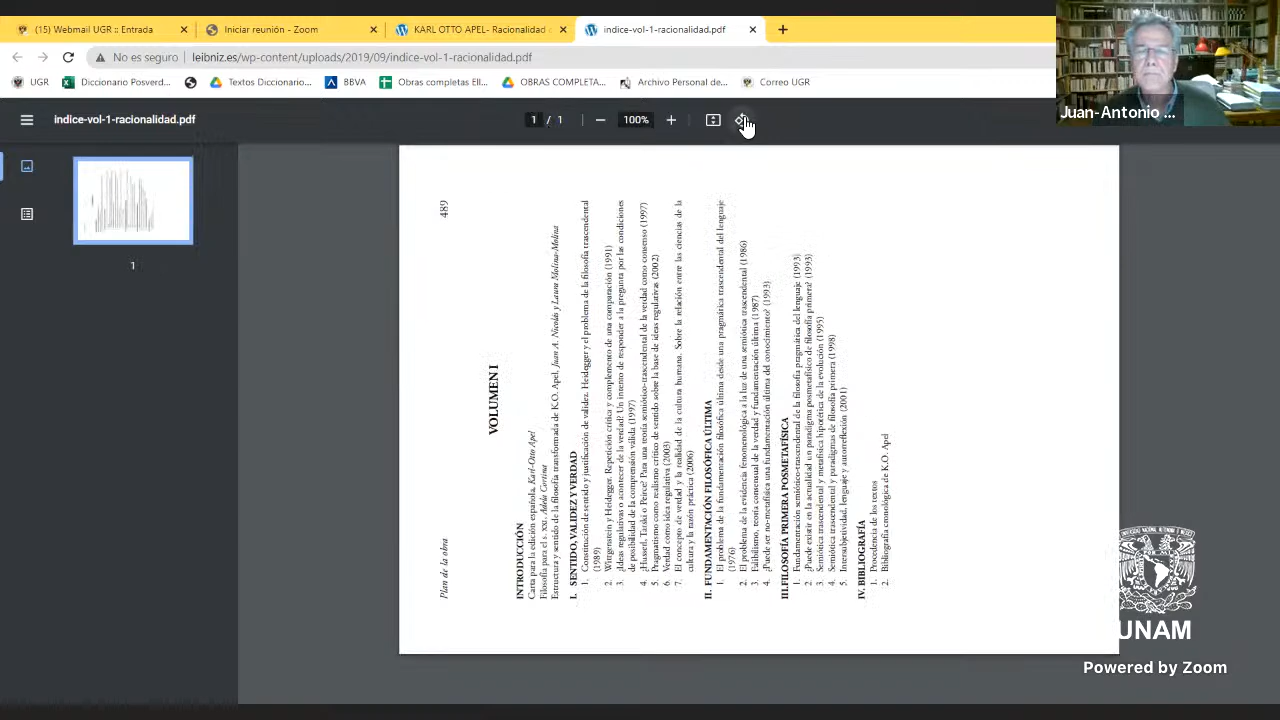 (15) Webmail UGR :: Entrada
Iniciar reunión - Zoom
KARL OTTO APEL- Racionalidad
indice-vol-1-racionalidad.pdf
No es seguro
leibniz.es/wp-content/uploads/2019/09/indice-vol-1-racionalidad.pdf
UGR
Diccionario Posverd...
Textos Diccionario...
BBVA
Obras completas Ell...
OBRAS COMPLETA...
Archivo Personal de...
Correo UGR
Juan-Antonio ...
indice-vol-1-racionalidad.pdf
1 / 1
100%
1
Plan de la obra
489
VOLUMEN I
INTRODUCCIÓN
Carta para la edición española, Karl-Otto Apel
Filosofía para el s. XXI, Adela Cortina
Estructura y sentido de la filosofía transformada de K.O. Apel, Juan A. Nicolás y Laura Molina-Molina
I. SENTIDO, VALIDEZ Y VERDAD
1. Constitución de sentido y justificación de validez. Heidegger y el problema de la filosofía trascendental
(1989)
2. Wittgenstein y Heidegger. Repetición crítica y complemento de una comparación (1991)
3. ¿Ideas regulativas o acontecer de la verdad? Un intento de responder a la pregunta por las condiciones
de posibilidad de la comprensión válida (1997)
4. ¿Husserl, Tarski o Peirce? Para una teoría semiótico-trascendental de la verdad como consenso (1997)
5. Pragmatismo como realismo crítico de sentido sobre la base de ideas regulativas (2002)
6. Verdad como idea regulativa (2003)
7. El concepto de verdad y la realidad de la cultura humana. Sobre la relación entre las ciencias de la
cultura y la razón práctica (2006)
II. FUNDAMENTACIÓN FILOSÓFICA ÚLTIMA
1. El problema de la fundamentación filosófica última desde una pragmática trascendental del lenguaje
(1976)
2. El problema de la evidencia fenomenológica a la luz de una semiótica trascendental (1986)
3. Falibilismo, teoría consensual de la verdad y fundamentación última (1987)
4. ¿Puede ser no-metafísica una fundamentación última del conocimiento? (1993)
III. FILOSOFÍA PRIMERA POSMETAFÍSICA
1. Fundamentación semiótico-trascendental de la filosofía pragmática del lenguaje (1993)
2. ¿Puede existir en la actualidad un paradigma posmetafísico de filosofía primera? (1993)
3. Semiótica trascendental y metafísica hipotética de la evolución (1995)
4. Semiótica trascendental y paradigmas de filosofía primera (1998)
5. Intersubjetividad, lenguaje y autorreflexión (2001)
IV. BIBLIOGRAFÍA
1. Procedencia de los textos
2. Bibliografía cronológica de K.O. Apel
UNAM
Powered by Zoom